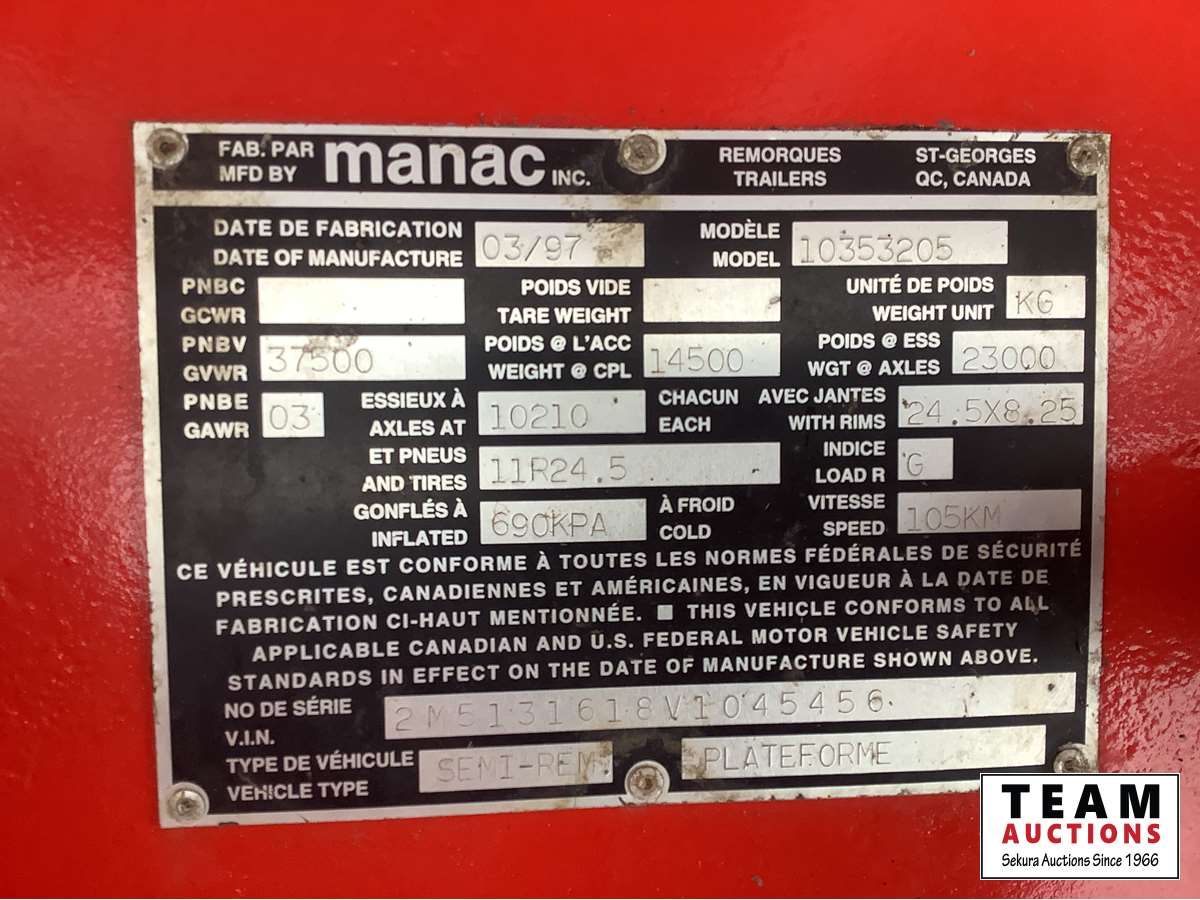 FAB. PAR
MFD BY
manac INC.
REMORQUES
TRAILERS
ST-GEORGES
QC, CANADA
DATE DE FABRICATION
DATE OF MANUFACTURE
03/97
MODÈLE
MODEL
10353205
PNBC
GCWR
POIDS VIDE
TARE WEIGHT
UNITÉ DE POIDS
WEIGHT UNIT
KG
PNBV
GVWR
37500
POIDS @ L'ACC
WEIGHT @ CPL
14500
POIDS @ ESS
WGT @ AXLES
23000
PNBE
GAWR
03
ESSIEUX À
AXLES AT
10210
CHACUN
EACH
AVEC JANTES
WITH RIMS
24.5X8.25
ET PNEUS
AND TIRES
11R24.5
INDICE
LOAD R
G
GONFLÉS À
INFLATED
690KPA
À FROID
COLD
VITESSE
SPEED
105KM
CE VÉHICULE EST CONFORME À TOUTES LES NORMES FÉDÉRALES DE SÉCURITÉ
PRESCRITES, CANADIENNES ET AMÉRICAINES, EN VIGUEUR À LA DATE DE
FABRICATION CI-HAUT MENTIONNÉE. ■ THIS VEHICLE CONFORMS TO ALL
APPLICABLE CANADIAN AND U.S. FEDERAL MOTOR VEHICLE SAFETY
STANDARDS IN EFFECT ON THE DATE OF MANUFACTURE SHOWN ABOVE.
NO DE SÉRIE
V.I.N.
2M5131618V1045456
TYPE DE VÉHICULE
VEHICLE TYPE
SEMI-REM
PLATEFORME
TEAM
AUCTIONS
Sekura Auctions Since 1966